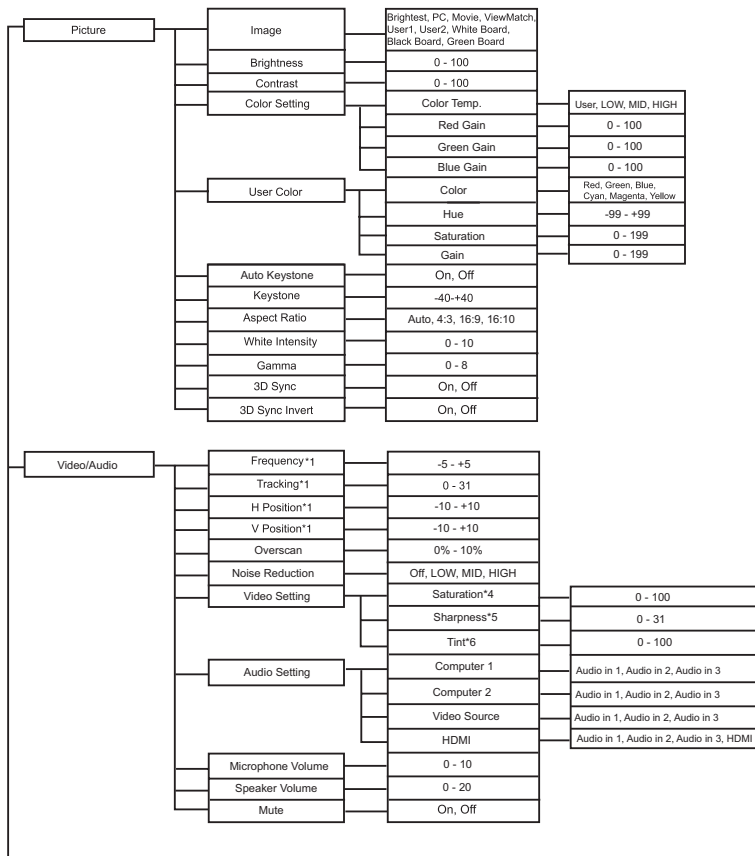 Picture
Image
Brightest, PC, Movie, ViewMatch,
User1, User2, White Board,
Black Board, Green Board
Brightness
0 - 100
Contrast
0 - 100
Color Setting
Color Temp.
User, LOW, MID, HIGH
Red Gain
0 - 100
Green Gain
0 - 100
Blue Gain
0 - 100
User Color
Color
Red, Green, Blue,
Cyan, Magenta, Yellow
Hue
-99 - +99
Saturation
0 - 199
Gain
0 - 199
Auto Keystone
On, Off
Keystone
-40-+40
Aspect Ratio
Auto, 4:3, 16:9, 16:10
White Intensity
0 - 10
Gamma
0 - 8
3D Sync
On, Off
3D Sync Invert
On, Off
Video/Audio
Frequency*1
-5 - +5
Tracking*1
0 - 31
H Position*1
-10 - +10
V Position*1
-10 - +10
Overscan
0% - 10%
Noise Reduction
Off, LOW, MID, HIGH
Video Setting
Saturation*4
0 - 100
Sharpness*5
0 - 31
Tint*6
0 - 100
Audio Setting
Computer 1
Audio in 1, Audio in 2, Audio in 3
Computer 2
Audio in 1, Audio in 2, Audio in 3
Video Source
Audio in 1, Audio in 2, Audio in 3
HDMI
Audio in 1, Audio in 2, Audio in 3, HDMI
Microphone Volume
0 - 10
Speaker Volume
0 - 20
Mute
On, Off